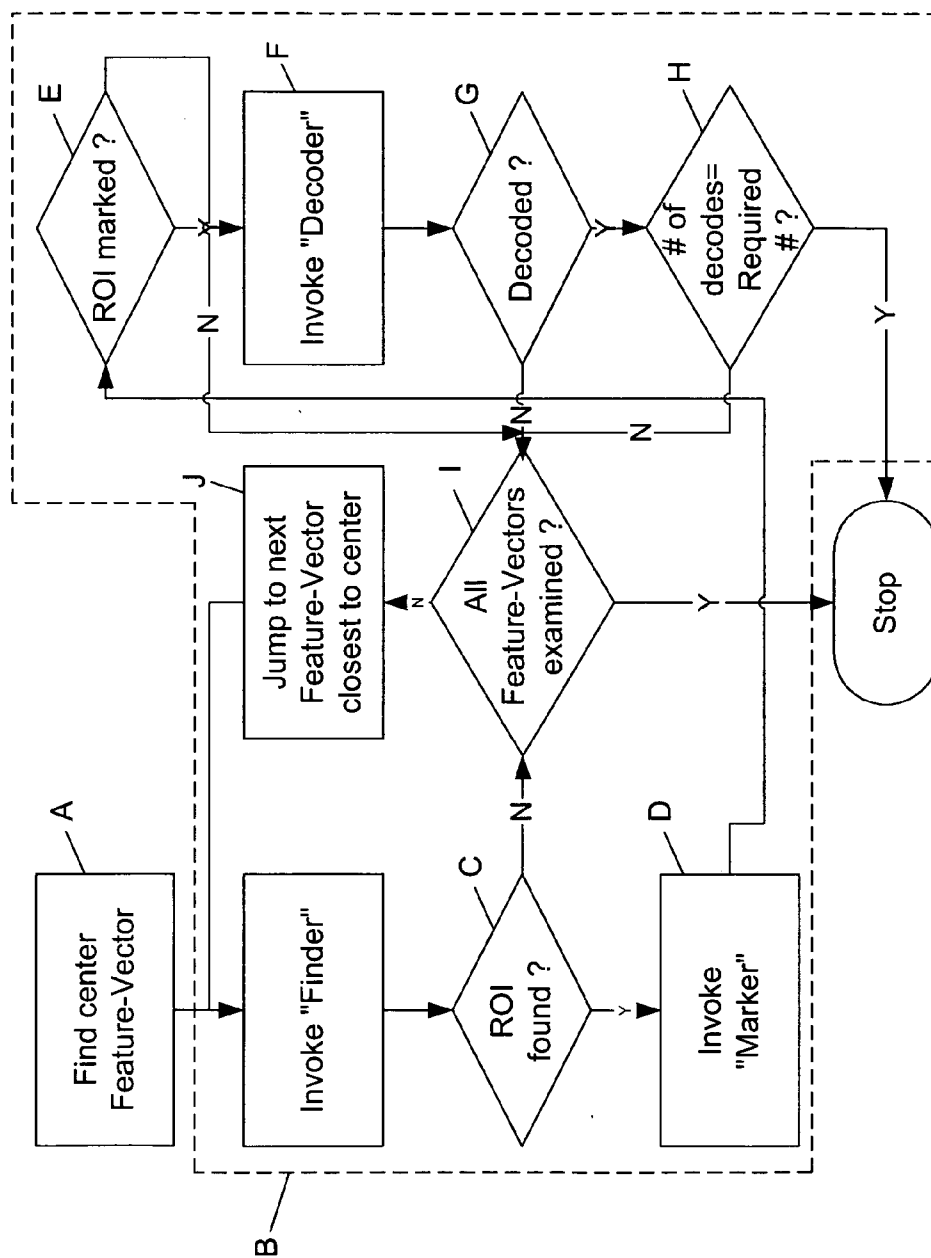 A
Find center
Feature-Vector
B
Invoke "Finder"
C
ROI
found ?
Y
N
D
Invoke
"Marker"
J
Jump to next
Feature-Vector
closest to center
N
I
All
Feature-Vectors
examined ?
Y
Stop
E
ROI marked ?
Y
N
F
Invoke "Decoder"
G
Decoded ?
N
Y
H
# of
decodes=
Required
# ?
N
Y